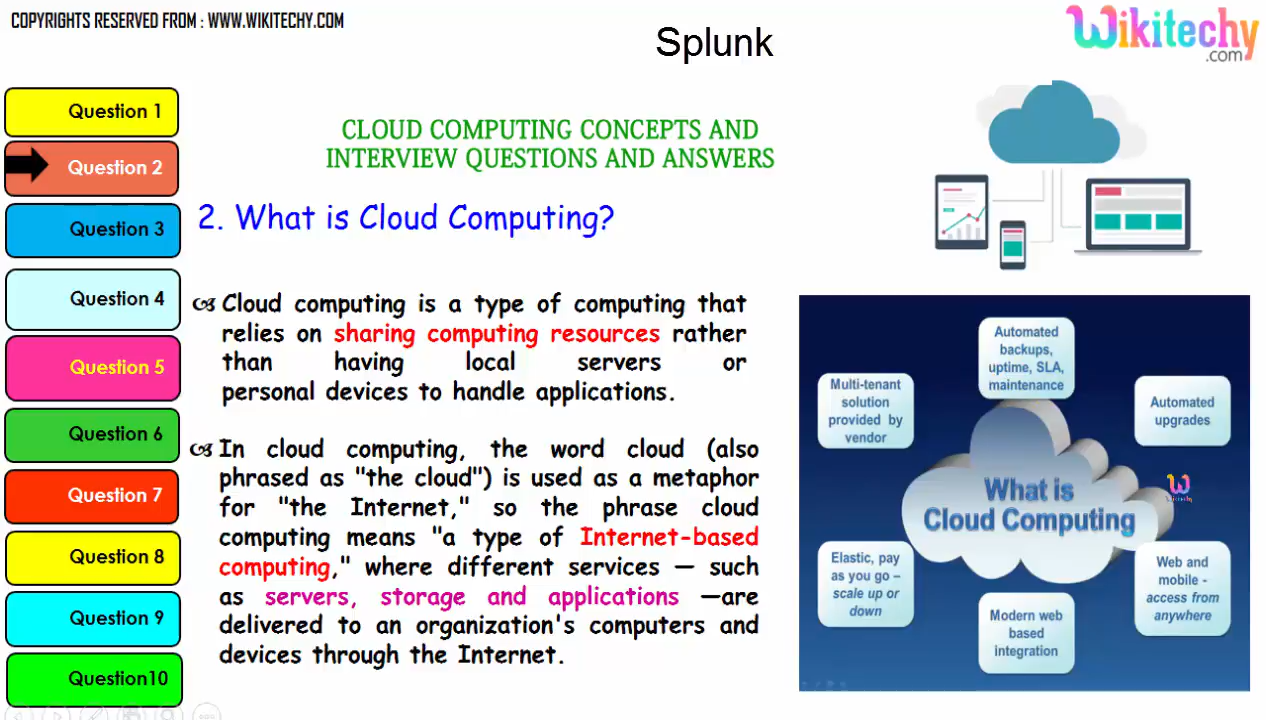 COPYRIGHTS RESERVED FROM : WWW.WIKITECHY.COM
Splunk
Wikitechy
.com
Question 1
Question 2
Question 3
Question 4
Question 5
Question 6
Question 7
Question 8
Question 9
Question10
CLOUD COMPUTING CONCEPTS AND
INTERVIEW QUESTIONS AND ANSWERS
2. What is Cloud Computing?
Cloud computing is a type of computing that
relies on sharing computing resources rather
than having local servers or
personal devices to handle applications.
In cloud computing, the word cloud (also
phrased as "the cloud") is used as a metaphor
for "the Internet," so the phrase cloud
computing means "a type of Internet-based
computing," where different services — such
as servers, storage and applications —are
delivered to an organization's computers and
devices through the Internet.
Automated
backups,
uptime, SLA,
maintenance
Multi-tenant
solution
provided by
vendor
Automated
upgrades
What is
Cloud Computing
W
Wikitechy
Elastic, pay
as you go –
scale up or
down
Web and
mobile -
access from
anywhere
Modern web
based
integration